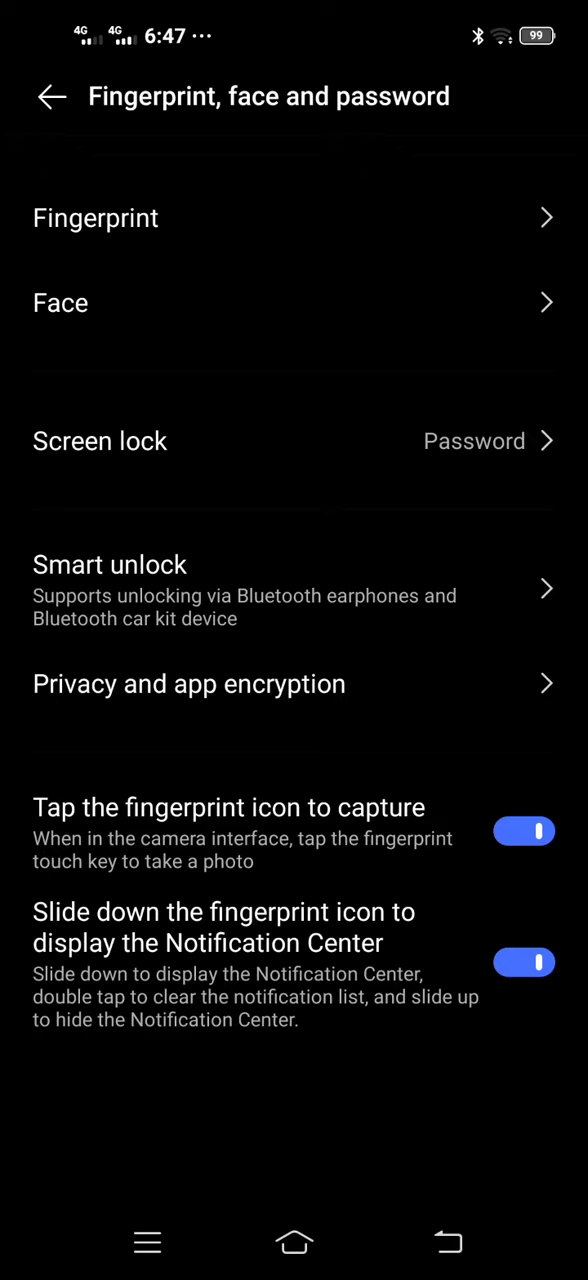 4G 4G 6:47 ··· 99
Fingerprint, face and password
Fingerprint
Face
Screen lock Password
Smart unlock
Supports unlocking via Bluetooth earphones and
Bluetooth car kit device
Privacy and app encryption
Tap the fingerprint icon to capture
When in the camera interface, tap the fingerprint
touch key to take a photo
Slide down the fingerprint icon to
display the Notification Center
Slide down to display the Notification Center,
double tap to clear the notification list, and slide up
to hide the Notification Center.